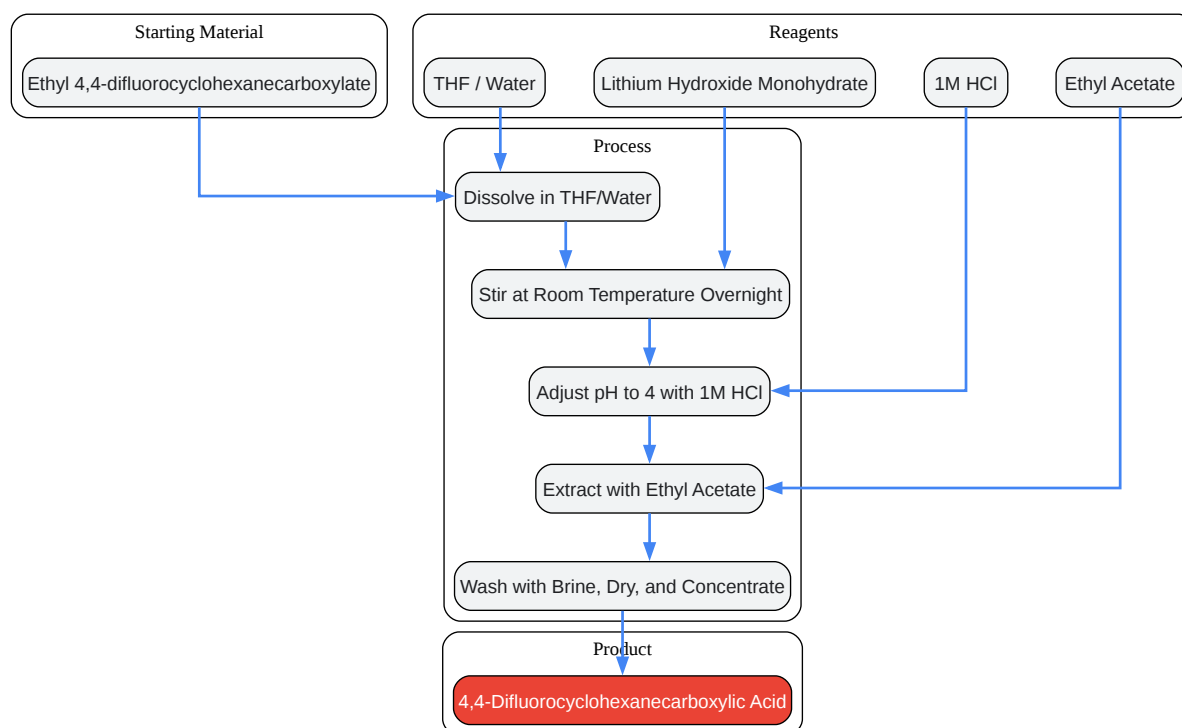 Starting Material
Reagents
Ethyl 4,4-difluorocyclohexanecarboxylate
THF / Water
Lithium Hydroxide Monohydrate
1M HCl
Ethyl Acetate
Process
Dissolve in THF/Water
Stir at Room Temperature Overnight
Adjust pH to 4 with 1M HCl
Extract with Ethyl Acetate
Wash with Brine, Dry, and Concentrate
Product
4,4-Difluorocyclohexanecarboxylic Acid